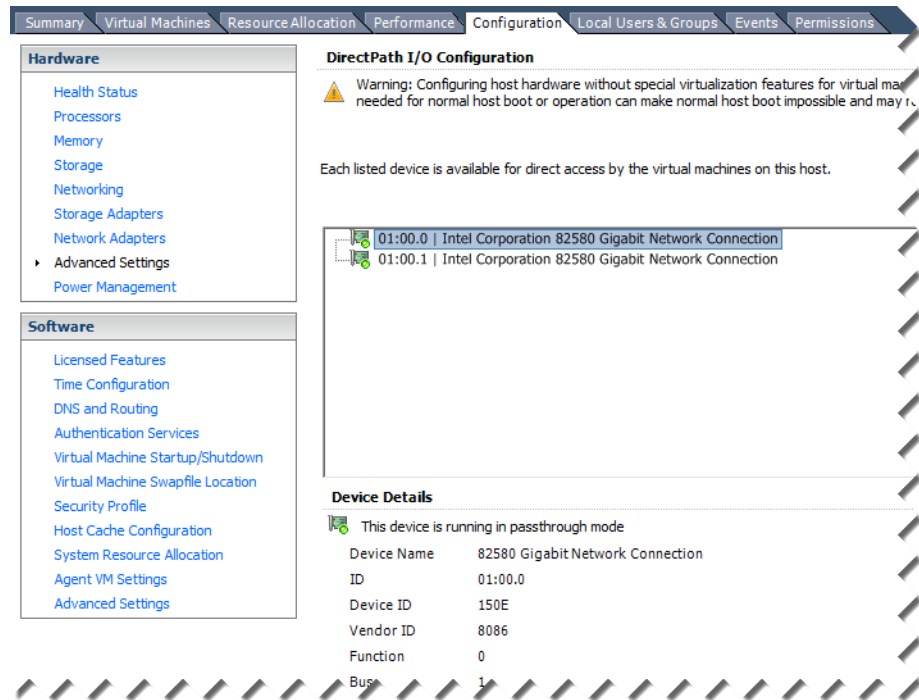 Summary Virtual Machines Resource Allocation Performance Configuration Local Users & Groups Events Permissions
Hardware
Health Status
Processors
Memory
Storage
Networking
Storage Adapters
Network Adapters
Advanced Settings
Power Management
Software
Licensed Features
Time Configuration
DNS and Routing
Authentication Services
Virtual Machine Startup/Shutdown
Virtual Machine Swapfile Location
Security Profile
Host Cache Configuration
System Resource Allocation
Agent VM Settings
Advanced Settings
DirectPath I/O Configuration
Warning: Configuring host hardware without special virtualization features for virtual
needed for normal host boot or operation can make normal host boot impossible and may
Each listed device is available for direct access by the virtual machines on this host.
01:00.0 | Intel Corporation 82580 Gigabit Network Connection
01:00.1 | Intel Corporation 82580 Gigabit Network Connection
Device Details
This device is running in passthrough mode
Device Name 82580 Gigabit Network Connection
ID 01:00.0
Device ID 150E
Vendor ID 8086
Function 0
Bus 1